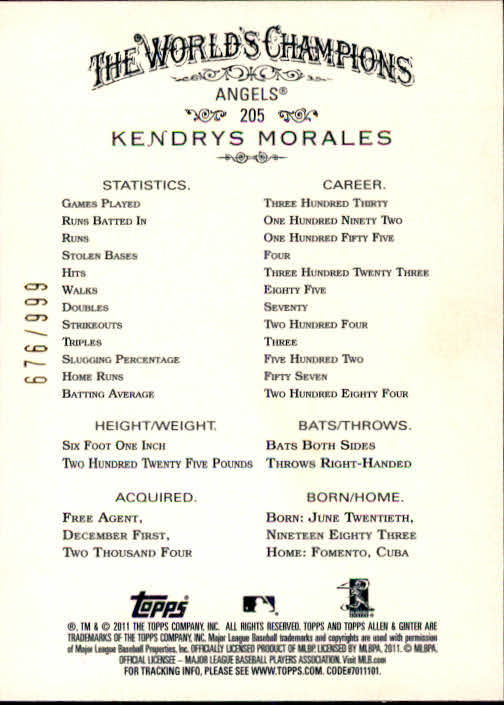 THE WORLD'S CHAMPIONS
ANGELS®
205
KENDRYS MORALES
STATISTICS. CAREER.
GAMES PLAYED THREE HUNDRED THIRTY
RUNS BATTED IN ONE HUNDRED NINETY TWO
RUNS ONE HUNDRED FIFTY FIVE
STOLEN BASES FOUR
HITS THREE HUNDRED TWENTY THREE
WALKS EIGHTY FIVE
DOUBLES SEVENTY
STRIKEOUTS TWO HUNDRED FOUR
TRIPLES THREE
SLUGGING PERCENTAGE FIVE HUNDRED TWO
HOME RUNS FIFTY SEVEN
BATTING AVERAGE TWO HUNDRED EIGHTY FOUR
676/999
HEIGHT/WEIGHT. BATS/THROWS.
SIX FOOT ONE INCH BATS BOTH SIDES
TWO HUNDRED TWENTY FIVE POUNDS THROWS RIGHT-HANDED
ACQUIRED. BORN/HOME.
FREE AGENT, BORN: JUNE TWENTIETH,
DECEMBER FIRST, NINETEEN EIGHTY THREE
TWO THOUSAND FOUR HOME: FOMENTO, CUBA
Topps
®, TM & © 2011 THE TOPPS COMPANY, INC. ALL RIGHTS RESERVED. TOPPS AND TOPPS ALLEN & GINTER ARE
TRADEMARKS OF THE TOPPS COMPANY, INC. Major League Baseball trademarks and copyrights are used with permission
of Major League Baseball Properties, Inc. OFFICIALLY LICENSED PRODUCT OF MLBP. LICENSED BY MLBPA, 2011. © MLBPA.
OFFICIAL LICENSEE – MAJOR LEAGUE BASEBALL PLAYERS ASSOCIATION. Visit MLB.com
FOR TRACKING INFO, PLEASE SEE WWW.TOPPS.COM. CODE#7011101.